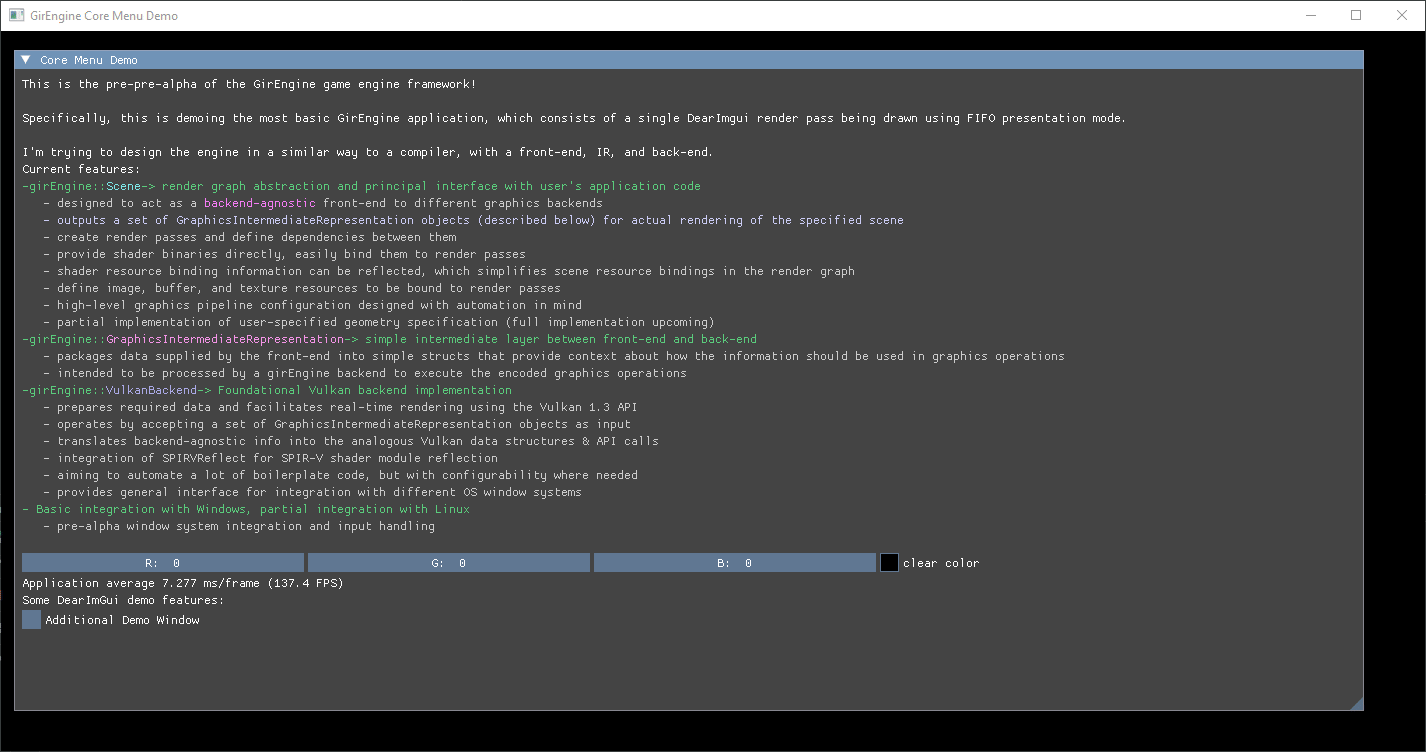 GirEngine Core Menu Demo
Core Menu Demo
This is the pre-pre-alpha of the GirEngine game engine framework!
Specifically, this is demoing the most basic GirEngine application, which consists of a single DearImgui render pass being drawn using FIFO presentation mode.
I'm trying to design the engine in a similar way to a compiler, with a front-end, IR, and back-end.
Current features:
-girEngine::Scene-> render graph abstraction and principal interface with user's application code
- designed to act as a backend-agnostic front-end to different graphics backends
- outputs a set of GraphicsIntermediateRepresentation objects (described below) for actual rendering of the specified scene
- create render passes and define dependencies between them
- provide shader binaries directly, easily bind them to render passes
- shader resource binding information can be reflected, which simplifies scene resource bindings in the render graph
- define image, buffer, and texture resources to be bound to render passes
- high-level graphics pipeline configuration designed with automation in mind
- partial implementation of user-specified geometry specification (full implementation upcoming)
-girEngine::GraphicsIntermediateRepresentation-> simple intermediate layer between front-end and back-end
- packages data supplied by the front-end into simple structs that provide context about how the information should be used in graphics operations
- intended to be processed by a girEngine backend to execute the encoded graphics operations
-girEngine::VulkanBackend-> Foundational Vulkan backend implementation
- prepares required data and facilitates real-time rendering using the Vulkan 1.3 API
- operates by accepting a set of GraphicsIntermediateRepresentation objects as input
- translates backend-agnostic info into the analogous Vulkan data structures & API calls
- integration of SPIRVReflect for SPIR-V shader module reflection
- aiming to automate a lot of boilerplate code, but with configurability where needed
- provides general interface for integration with different OS window systems
- Basic integration with Windows, partial integration with Linux
- pre-alpha window system integration and input handling
R: 0 G: 0 B: 0 clear color
Application average 7.277 ms/frame (137.4 FPS)
Some DearImGui demo features:
Additional Demo Window